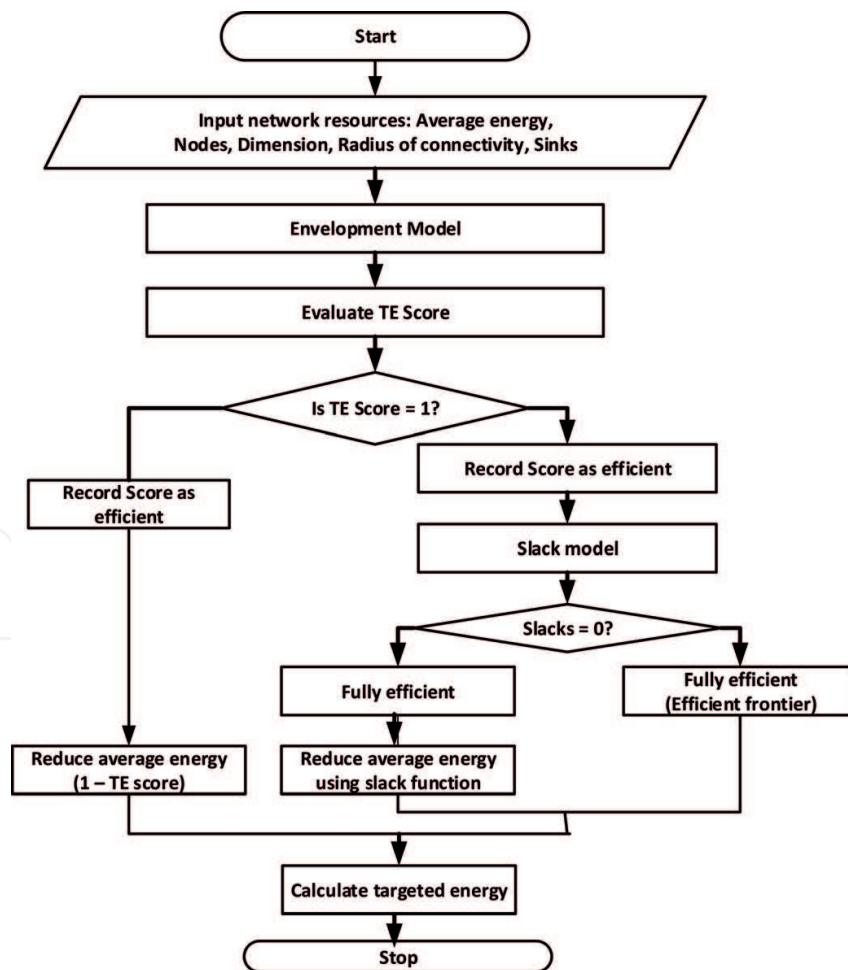 Start
Input network resources: Average energy,
Nodes, Dimension, Radius of connectivity, Sinks
Envelopment Model
Evaluate TE Score
Is TE Score = 1?
Record Score as efficient
Record Score as
efficient
Slack model
Slacks = 0?
Fully efficient
Fully efficient
(Efficient frontier)
Reduce average energy
(1 – TE score)
Reduce average energy
using slack function
Calculate targeted energy
Stop